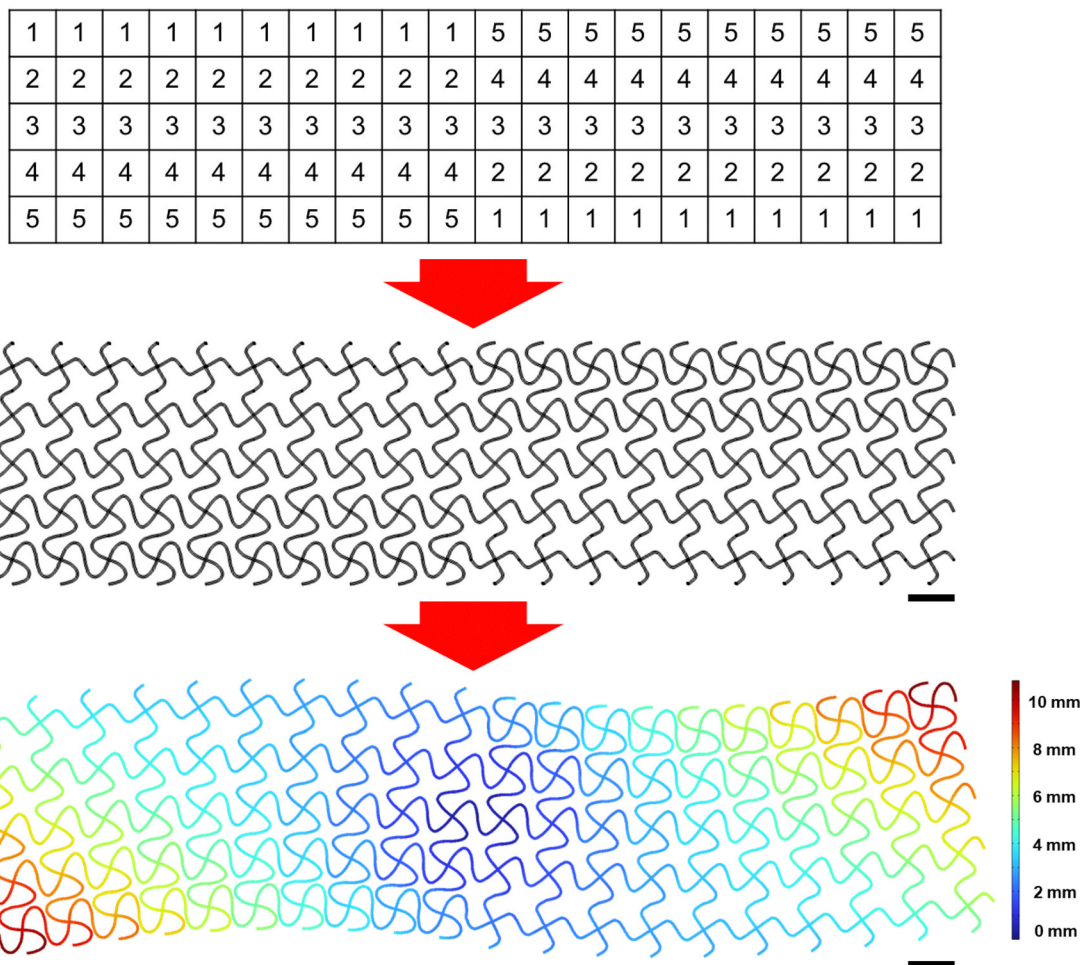 1 1 1 1 1 1 1 1 1 1 5 5 5 5 5 5 5 5 5 5
2 2 2 2 2 2 2 2 2 2 4 4 4 4 4 4 4 4 4 4
3 3 3 3 3 3 3 3 3 3 3 3 3 3 3 3 3 3 3 3
4 4 4 4 4 4 4 4 4 4 2 2 2 2 2 2 2 2 2 2
5 5 5 5 5 5 5 5 5 5 1 1 1 1 1 1 1 1 1 1
10 mm
8 mm
6 mm
4 mm
2 mm
0 mm